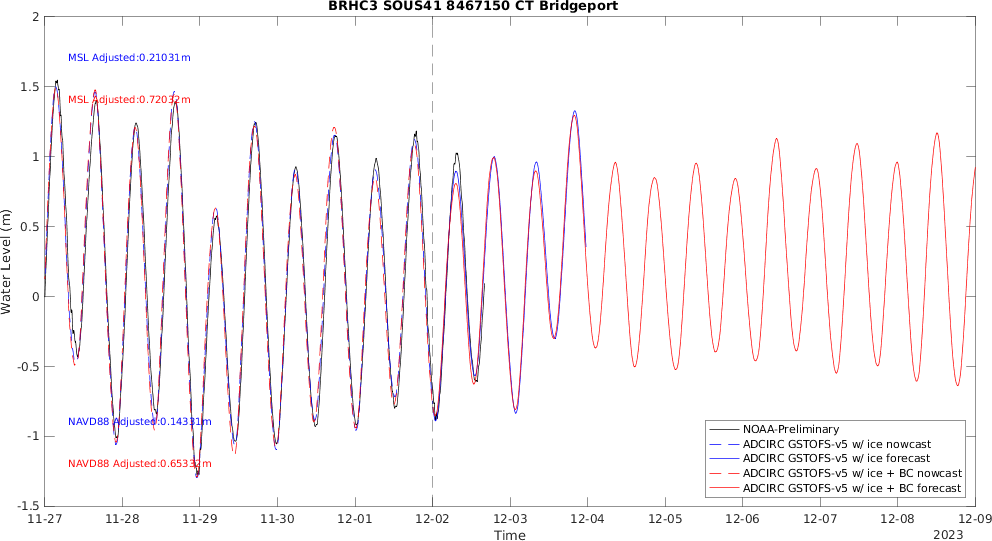 BRHC3 SOUS41 8467150 CT Bridgeport
2
MSL Adjusted:0.21031m
1.5
MSL Adjusted:0.72032m
1
0.5
Water Level (m)
0
-0.5
NAVD88 Adjusted:0.14331m
-1
NAVD88 Adjusted:0.65332m
-1.5
NOAA-Preliminary
ADCIRC GSTOFS-v5 w/ ice nowcast
ADCIRC GSTOFS-v5 w/ ice forecast
ADCIRC GSTOFS-v5 w/ ice + BC nowcast
ADCIRC GSTOFS-v5 w/ ice + BC forecast
11-27 11-28 11-29 11-30 12-01 12-02 12-03 12-04 12-05 12-06 12-07 12-08 12-09
Time
2023